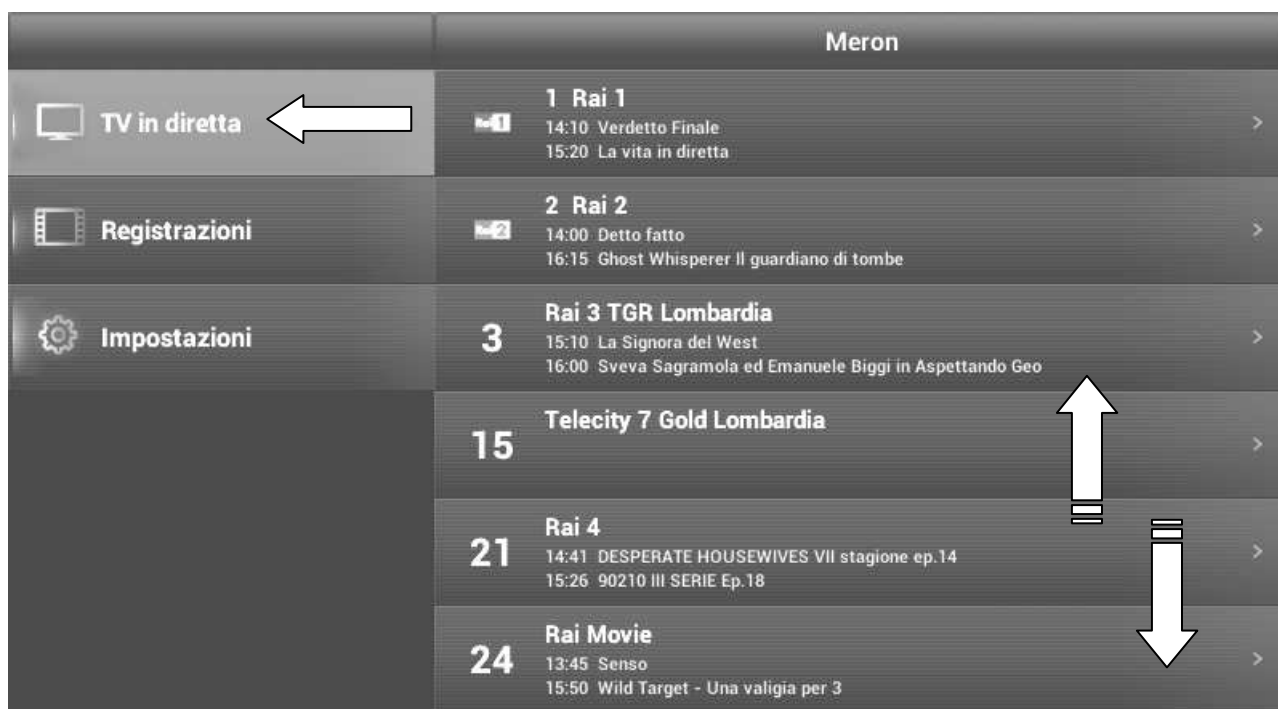 Meron
TV in diretta
Registrazioni
Impostazioni
Rai 1
1 Rai 1
14:10 Verdetto Finale
15:20 La vita in diretta
Rai 2
2 Rai 2
14:00 Detto fatto
16:15 Ghost Whisperer Il guardiano di tombe
3
Rai 3 TGR Lombardia
15:10 La Signora del West
16:00 Sveva Sagramola ed Emanuele Biggi in Aspettando Geo
15
Telecity 7 Gold Lombardia
21
Rai 4
14:41 DESPERATE HOUSEWIVES VII stagione ep.14
15:26 90210 III SERIE Ep.18
24
Rai Movie
13:45 Senso
15:50 Wild Target - Una valigia per 3